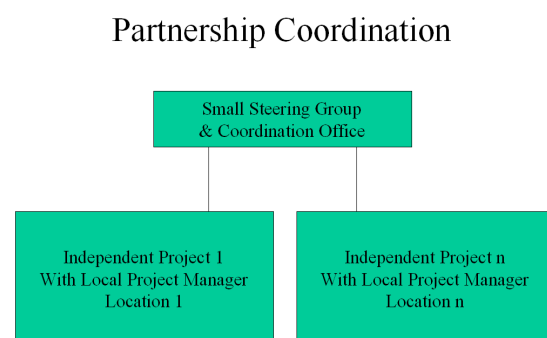 Partnership Coordination
Small Steering Group
& Coordination Office
Independent Project 1
With Local Project Manager
Location 1
Independent Project n
With Local Project Manager
Location n